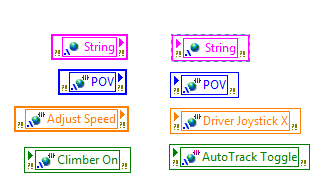 String
String
POV
POV
Adjust Speed
Driver Joystick X
Climber On
AutoTrack Toggle